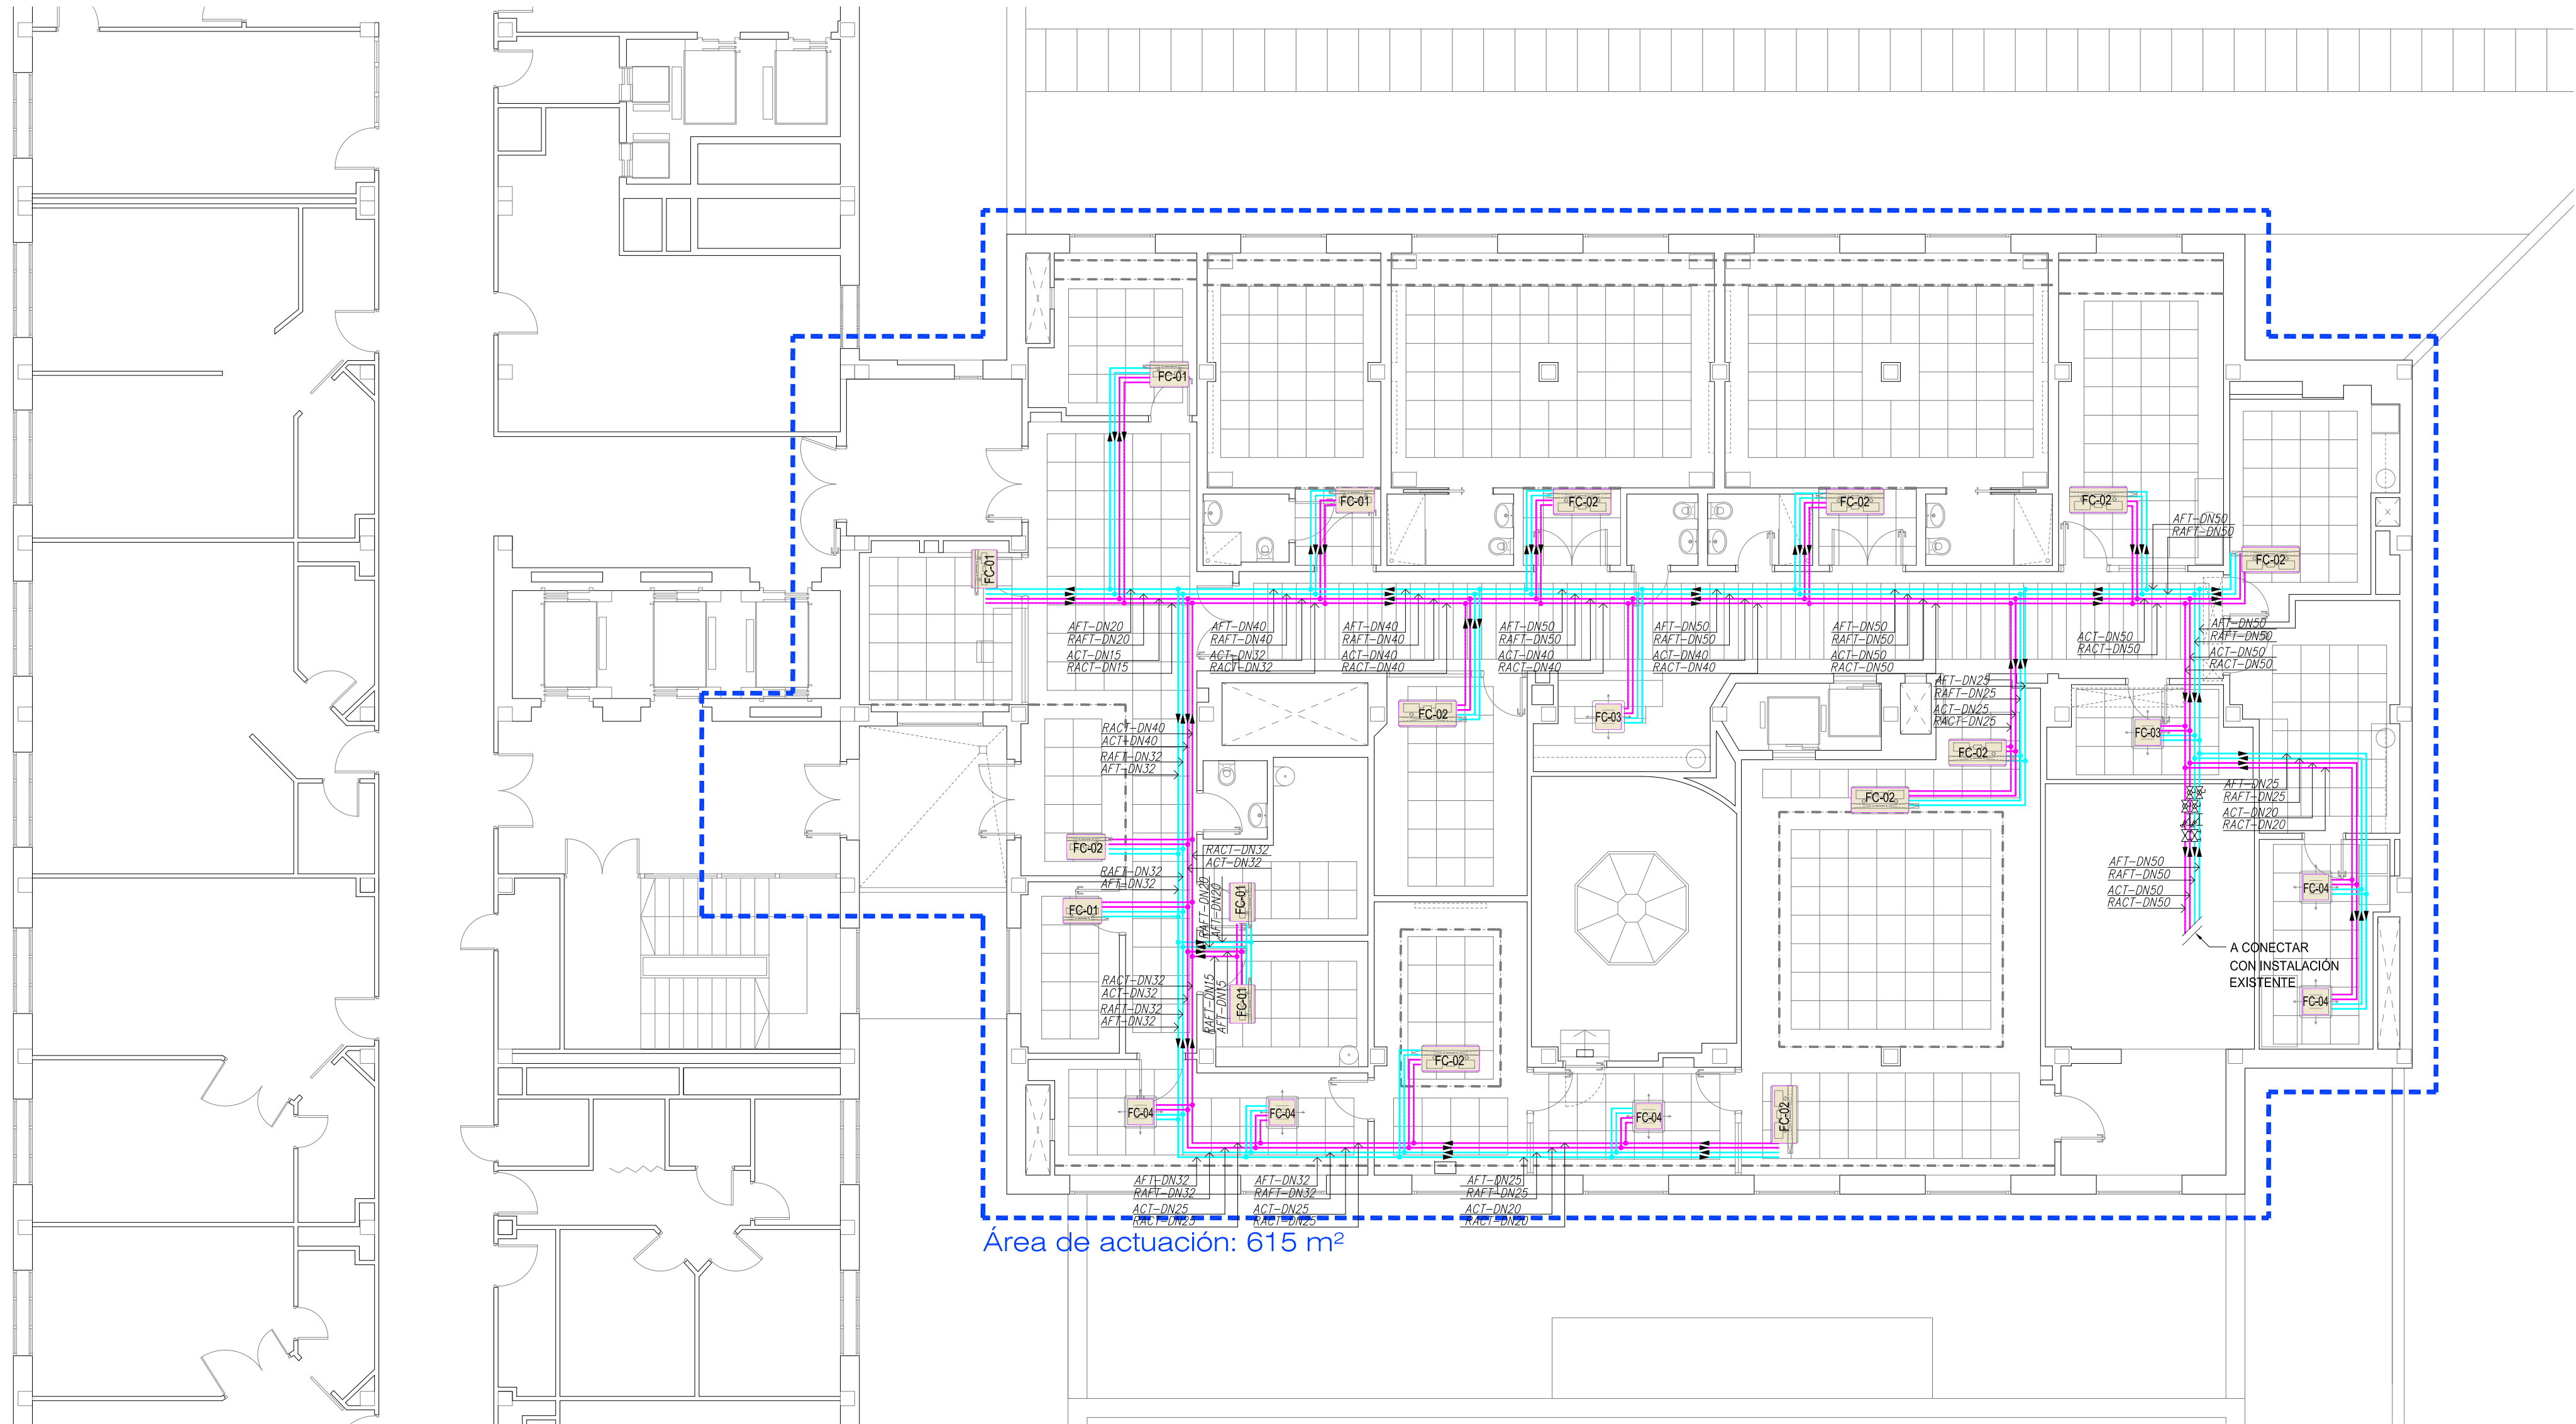 FC-01
FC-01
FC-02
FC-02
FC-02
AFT-DN50
RAFT-DN50
FC-02
FC-01
AFT-DN20
RAFT-DN20
ACT-DN15
RACT-DN15
AFT-DN40
RAFT-DN40
ACT-DN32
RACT-DN32
AFT-DN40
RAFT-DN40
ACT-DN40
RACT-DN40
AFT-DN50
RAFT-DN50
ACT-DN40
RACT-DN40
AFT-DN50
RAFT-DN50
ACT-DN40
RACT-DN40
AFT-DN50
RAFT-DN50
ACT-DN50
RACT-DN50
ACT-DN50
RACT-DN50
AFT-DN50
RAFT-DN50
ACT-DN50
RACT-DN50
AFT-DN25
RAFT-DN25
ACT-DN25
RACT-DN25
FC-02
FC-03
FC-03
RACT-DN40
ACT-DN40
RAFT-DN32
AFT-DN32
FC-02
FC-02
AFT-DN25
RAFT-DN25
ACT-DN20
RACT-DN20
FC-02
RACT-DN32
ACT-DN32
RAFT-DN32
AFT-DN32
AFT-DN50
RAFT-DN50
ACT-DN50
RACT-DN50
FC-04
FC-01
FC-01
RAFT-DN20
AFT-DN20
A CONECTAR
CON INSTALACIÓN
EXISTENTE
RACT-DN32
ACT-DN32
RAFT-DN32
AFT-DN32
RAFT-DN15
AFT-DN15
FC-01
FC-04
FC-02
FC-04
FC-04
FC-04
FC-02
AFT-DN32
RAFT-DN32
ACT-DN25
RACT-DN25
AFT-DN32
RAFT-DN32
ACT-DN25
RACT-DN25
AFT-DN25
RAFT-DN25
ACT-DN20
RACT-DN20
Área de actuación: 615 m²